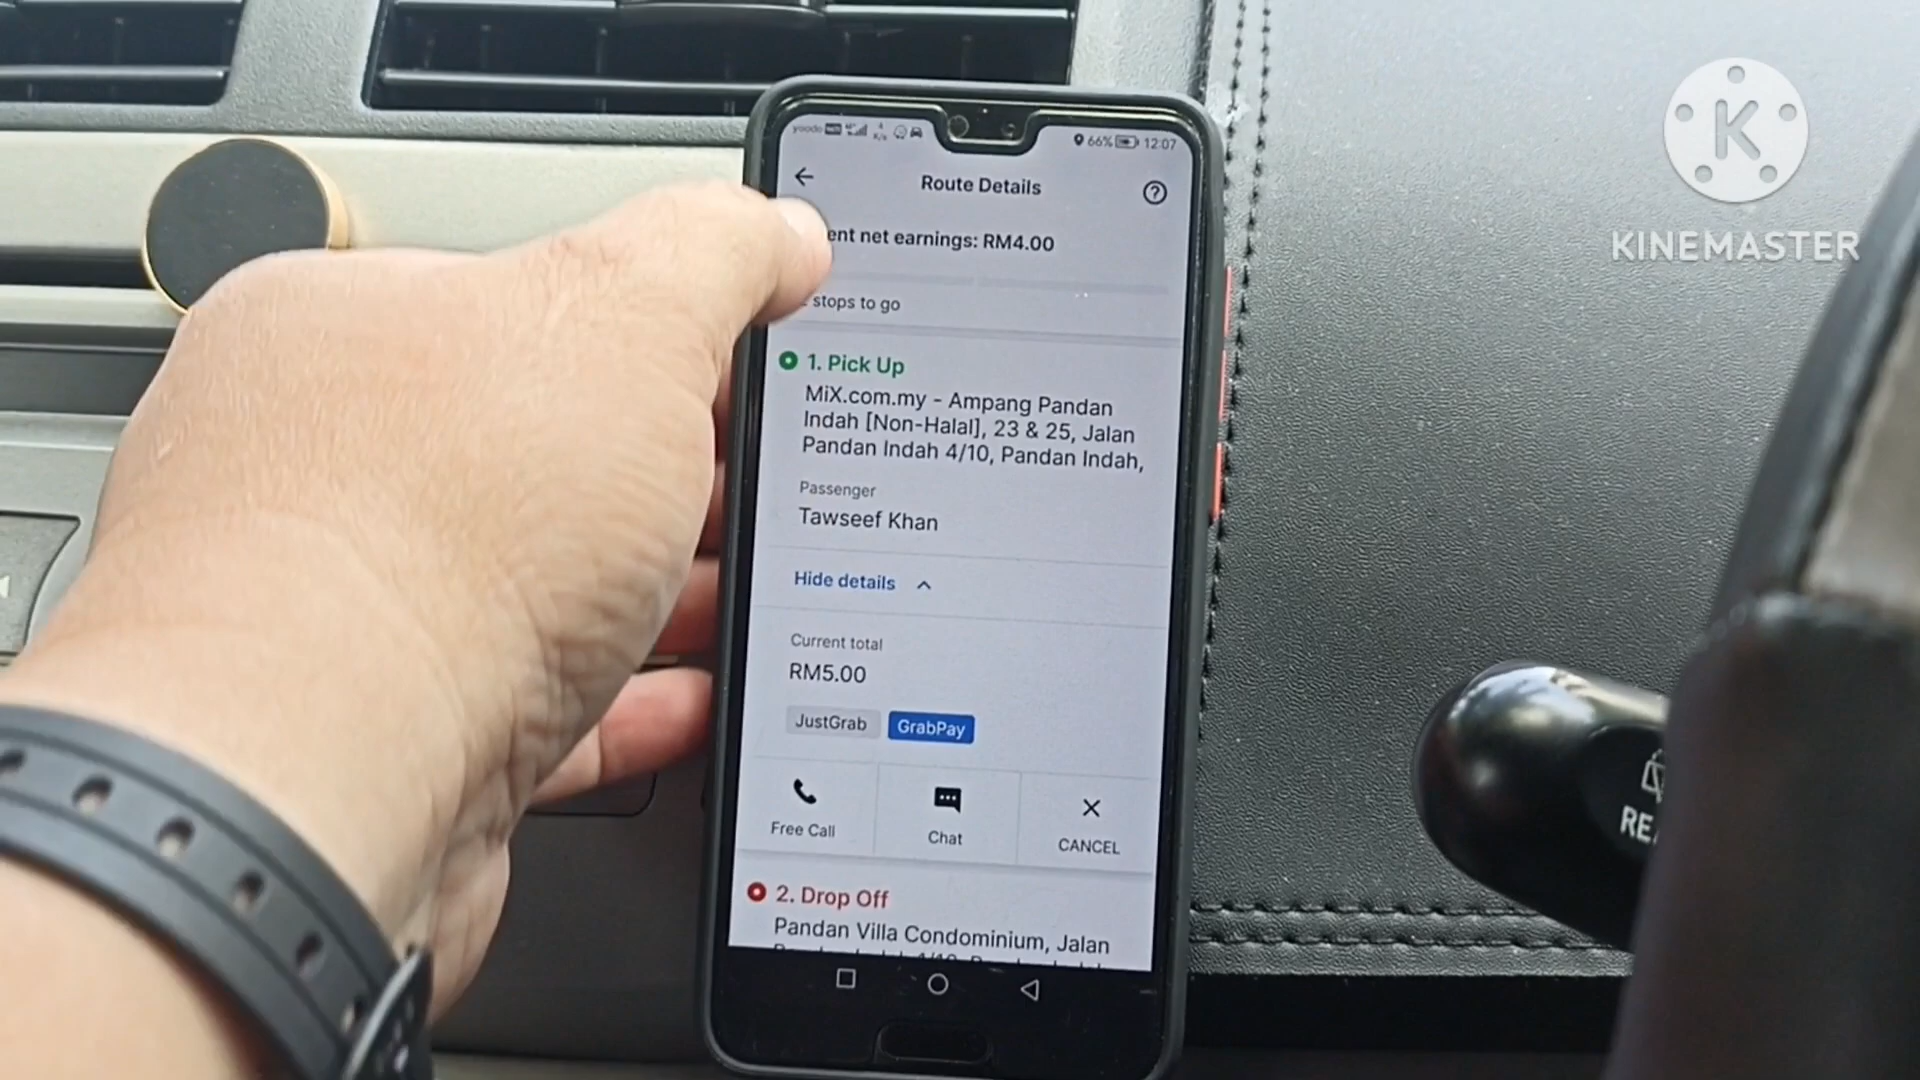 yoodo 66% 12:07
Route Details
ent net earnings: RM4.00
stops to go
1. Pick Up
MiX.com.my - Ampang Pandan
Indah [Non-Halal], 23 & 25, Jalan
Pandan Indah 4/10, Pandan Indah,
Passenger
Tawseef Khan
Hide details
Current total
RM5.00
JustGrab GrabPay
Free Call Chat CANCEL
2. Drop Off
Pandan Villa Condominium, Jalan
K
KINEMASTER